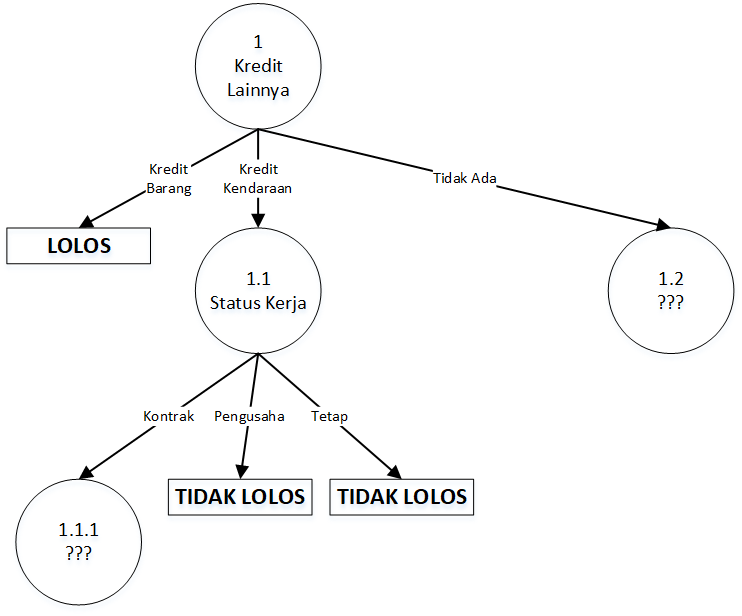 1
Kredit
Lainnya
Kredit
Barang
Kredit
Kendaraan
Tidak Ada
LOLOS
1.1
Status Kerja
1.2
???
Kontrak
Pengusaha
Tetap
1.1.1
???
TIDAK LOLOS
TIDAK LOLOS